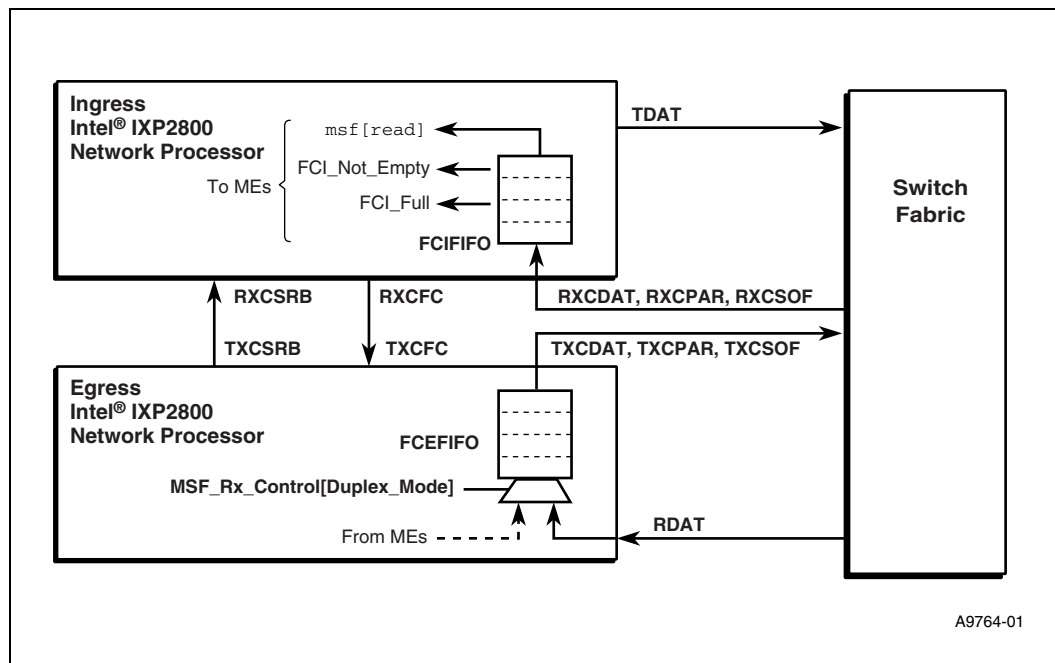 Ingress
Intel® IXP2800
Network Processor
To MEs
msf[read]
FCI_Not_Empty
FCI_Full
FCIFIFO
TDAT
Switch
Fabric
RXCSRB
RXCFC
RXCDAT, RXCPAR, RXCSOF
TXCSRB
TXCFC
TXCDAT, TXCPAR, TXCSOF
Egress
Intel® IXP2800
Network Processor
FCEFIFO
MSF_Rx_Control[Duplex_Mode]
From MEs
RDAT
A9764-01